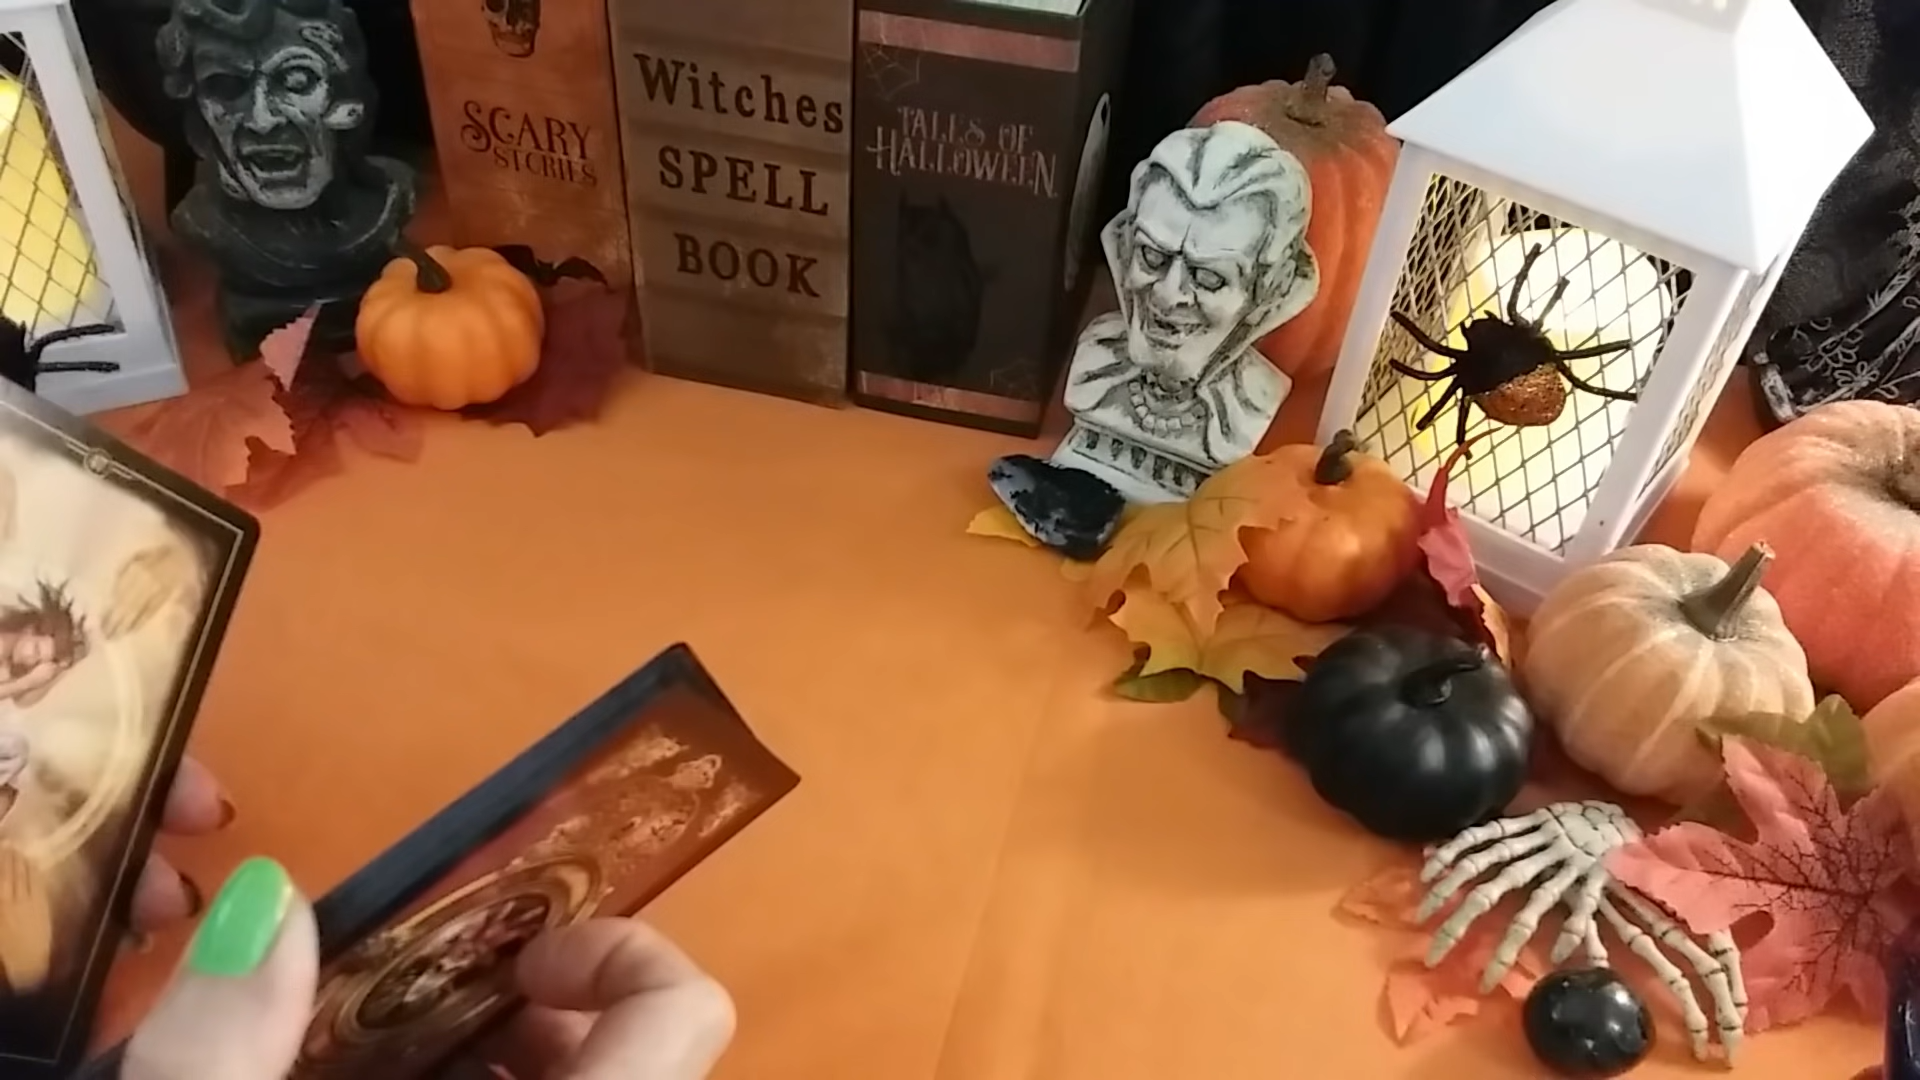 SCARY
STORIES
Witches
SPELL
BOOK
TALES OF
HALLOWEEN